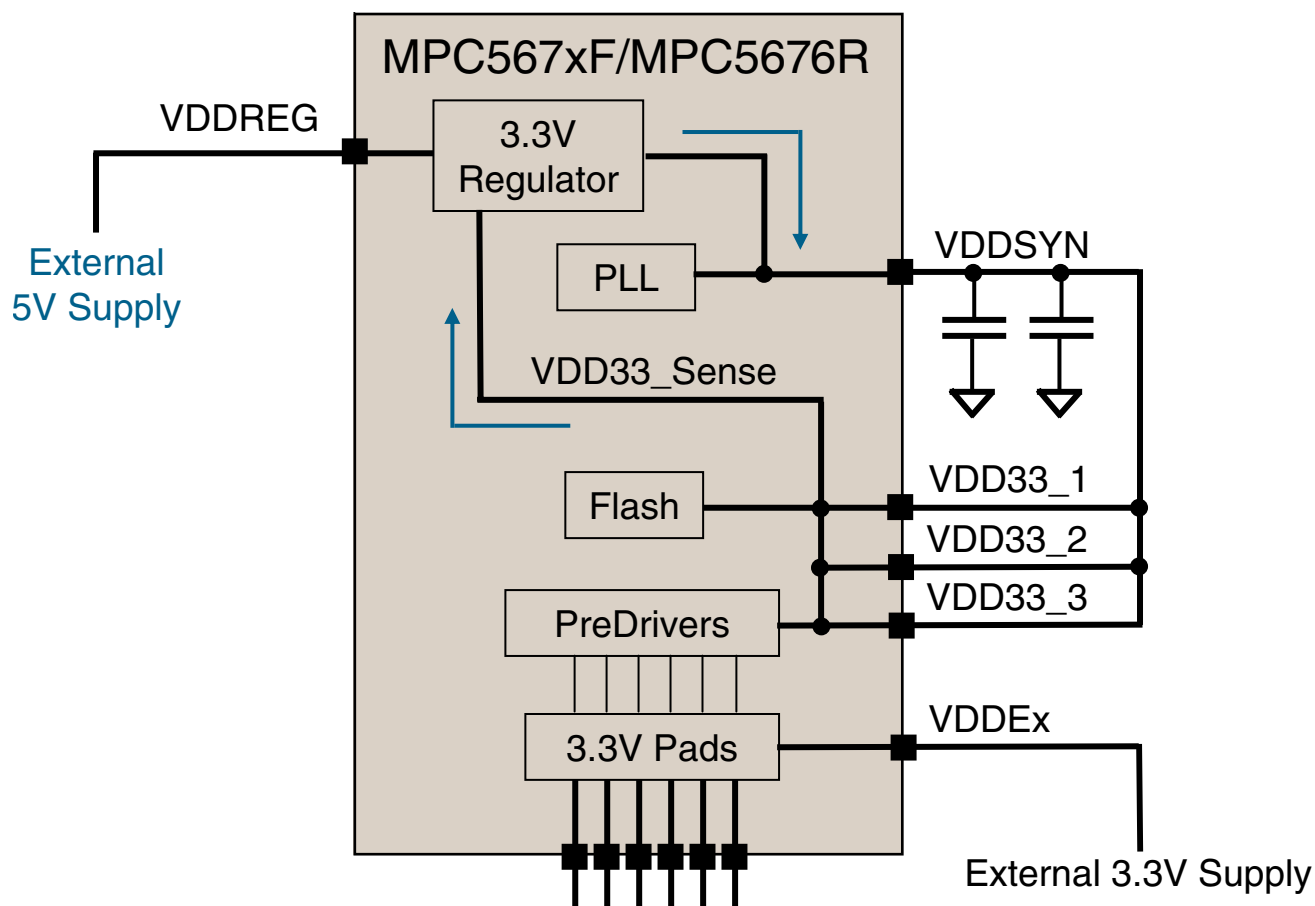 MPC567xF/MPC5676R
VDDREG
3.3V
Regulator
External
5V Supply
PLL
VDDSYN
VDD33_Sense
Flash
VDD33_1
VDD33_2
VDD33_3
PreDrivers
VDDEx
3.3V Pads
External 3.3V Supply